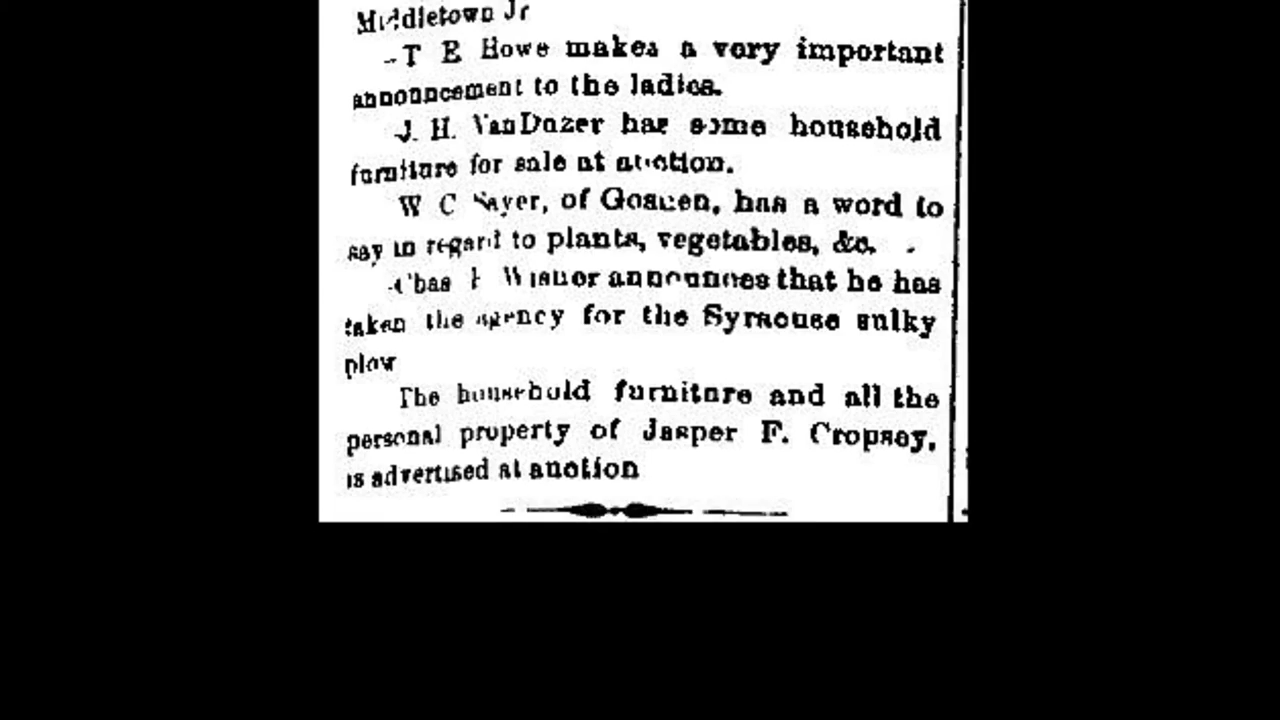 Middletown Jr
-T E Howe makes a very important
announcement to the ladies.
J. H. VanDuzer has some household
furniture for sale at auction.
W C Sayer, of Goshen, has a word to
say in regard to plants, vegetables, &c.
-Chas Wisner announces that he has
taken the agency for the Syracuse sulky
plow
The household furniture and all the
personal property of Jasper F. Cropsey,
is advertised at auction